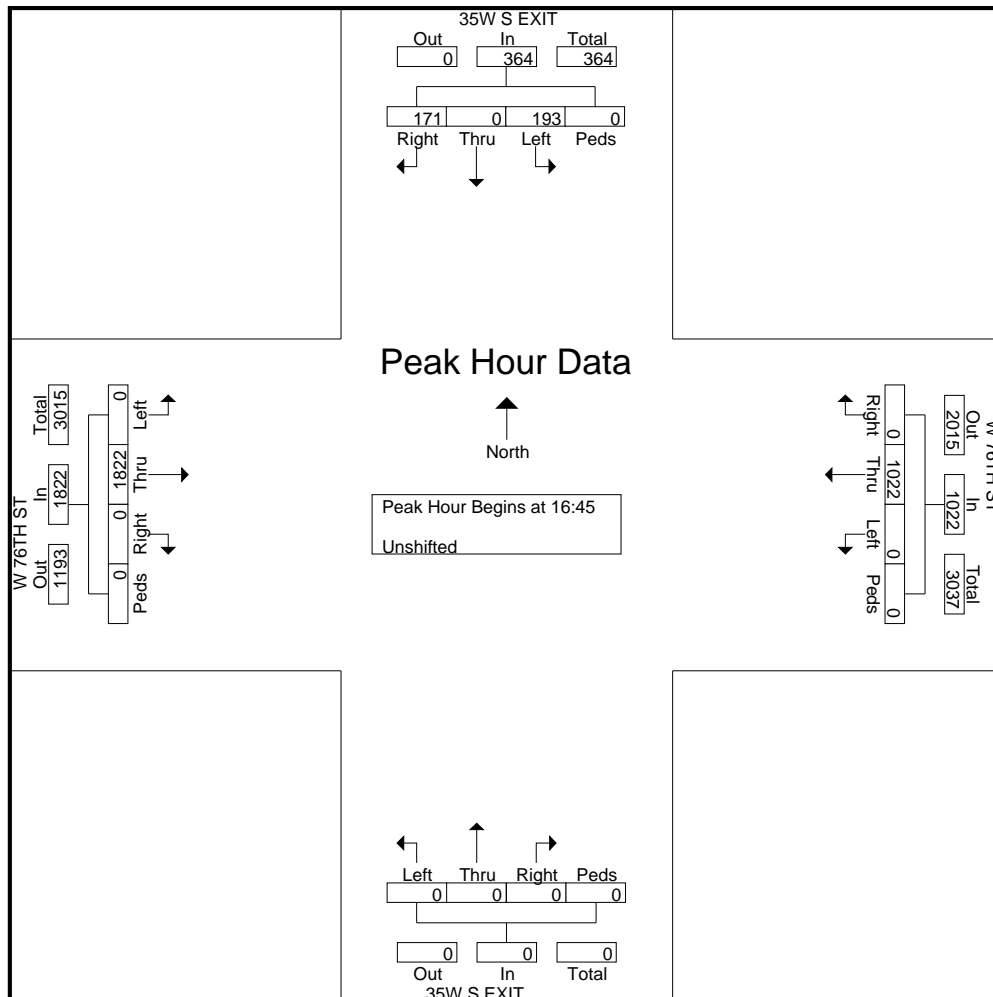 35W S EXIT
Out In Total
0 364 364
171 0 193 0
Right Thru Left Peds
Peak Hour Data
North
Peak Hour Begins at 16:45
Unshifted
W 76TH ST
Out In Total
1193 1822 3015
0 1822 0 0
Left Thru Right Peds
W 76TH ST
Out In Total
2015 1022 3037
0 1022 0 0
Right Thru Left Peds
Left Thru Right Peds
0 0 0 0
0 0 0
Out In Total
35W S EXIT